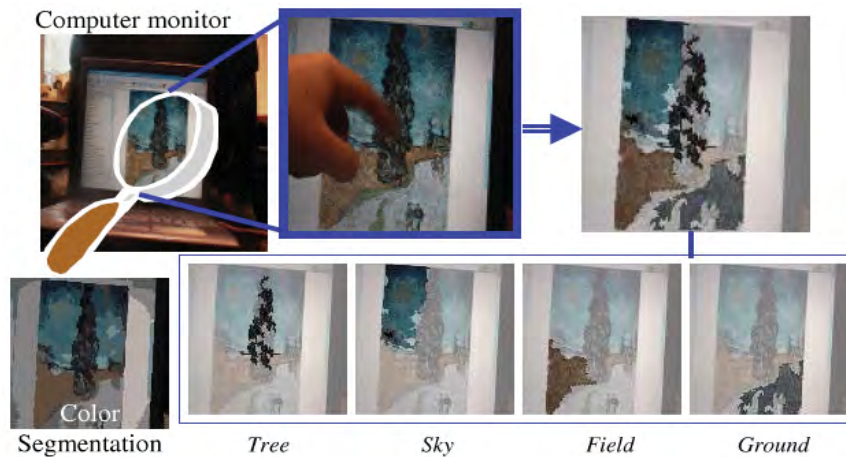 Computer monitor
Color
Segmentation
Tree
Sky
Field
Ground